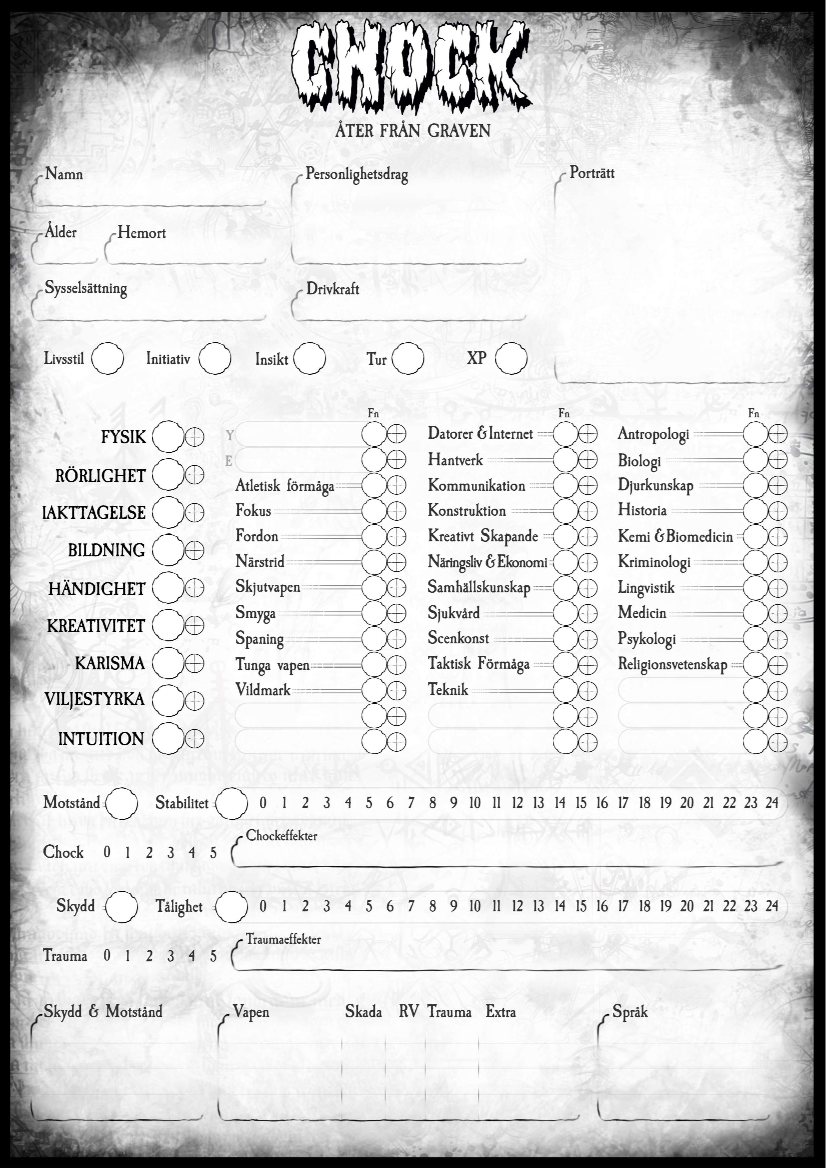 CHOCK
ÅTER FRÅN GRAVEN
Namn
Personlighetsdrag
Porträtt
Ålder
Hemort
Sysselsättning
Drivkraft
Livsstil
Initiativ
Insikt
Tur
XP
FYSIK
RÖRLIGHET
IAKTTAGELSE
BILDNING
HÄNDIGHET
KREATIVITET
KARISMA
VILJESTYRKA
INTUITION
Fn
Y
E
Atletisk förmåga
Fokus
Fordon
Närstrid
Skjutvapen
Smyga
Spaning
Tunga vapen
Vildmark
Fn
Datorer & Internet
Hantverk
Kommunikation
Konstruktion
Kreativt Skapande
Näringsliv & Ekonomi
Samhällskunskap
Sjukvård
Scenkonst
Taktisk Förmåga
Teknik
Fn
Antropologi
Biologi
Djurkunskap
Historia
Kemi & Biomedicin
Kriminologi
Lingvistik
Medicin
Psykologi
Religionsvetenskap
Motstånd Stabilitet 0 1 2 3 4 5 6 7 8 9 10 11 12 13 14 15 16 17 18 19 20 21 22 23 24
Chockeffekter
Chock 0 1 2 3 4 5
Skydd Tålighet 0 1 2 3 4 5 6 7 8 9 10 11 12 13 14 15 16 17 18 19 20 21 22 23 24
Traumaeffekter
Trauma 0 1 2 3 4 5
Skydd & Motstånd
Vapen Skada RV Trauma Extra
Språk